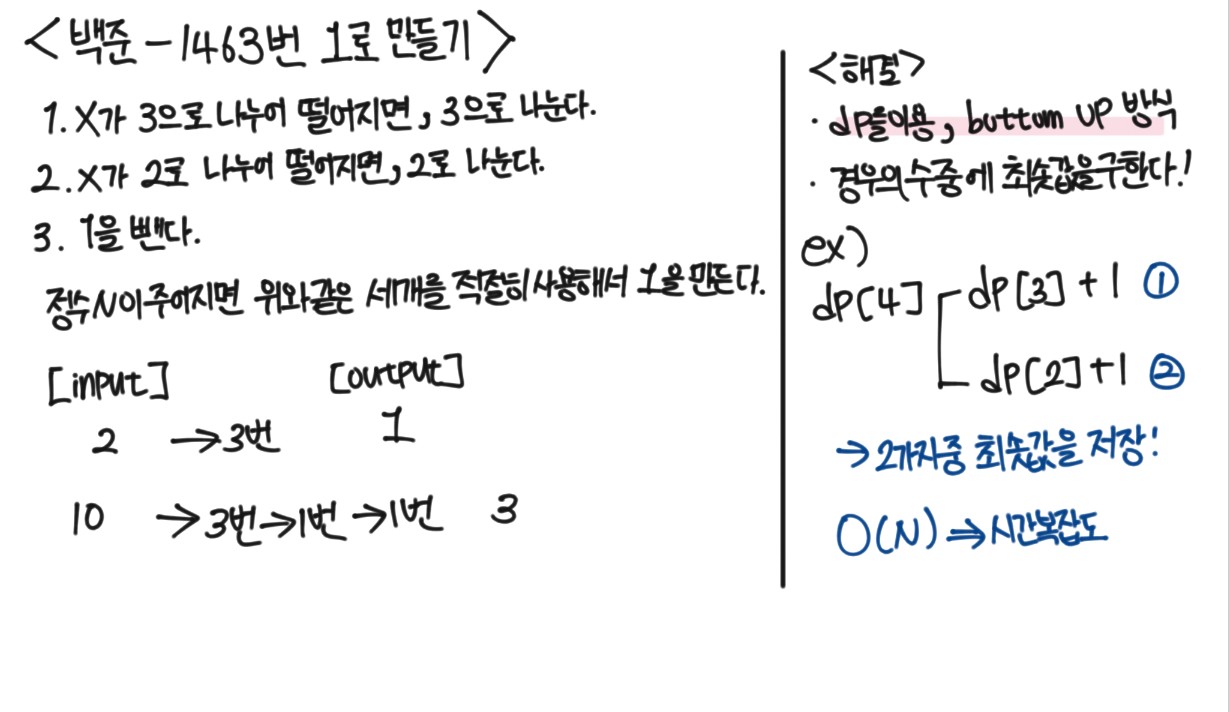 <백준 - 1463번 1로 만들기>
1. X가 3으로 나누어 떨어지면, 3으로 나눈다.
2. X가 2로 나누어 떨어지면, 2로 나눈다.
3. 1을 뺀다.
정수N이주어지면 위와같은 세개를 적절히 사용해서 1을 만든다.
[input] [output]
2 →3번 1
10 →3번→1번 →1번 3
<해결>
· dP를이용, buttom UP 방식
· 경우의수중에 최솟값을구한다!
ex)
dP[4] dP[3]+1 ①
dP[2]+1 ②
→ 2가지중 최솟값을 저장!
O(N) ⇒ 시간복잡도